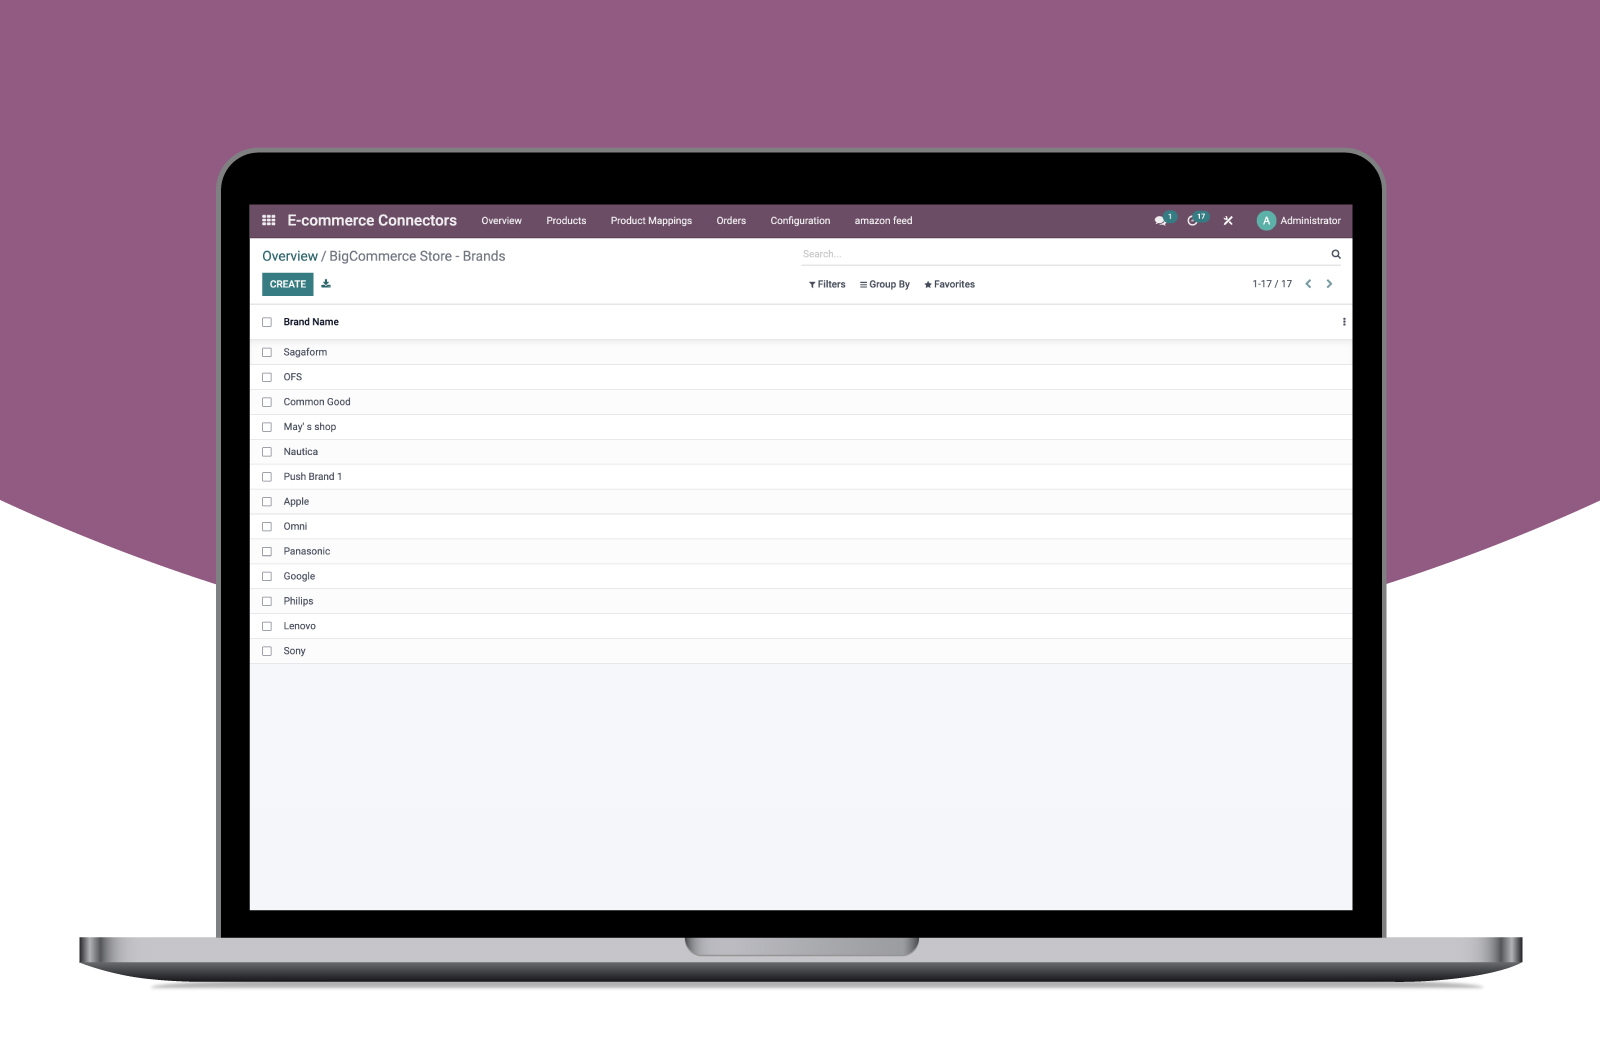 E-commerce Connectors Overview Products Product Mappings Orders Configuration amazon feed 1 17 A Administrator
Overview / BigCommerce Store - Brands Search...
CREATE Filters Group By Favorites 1-17 / 17
Brand Name
Sagaform
OFS
Common Good
May' s shop
Nautica
Push Brand 1
Apple
Omni
Panasonic
Google
Philips
Lenovo
Sony